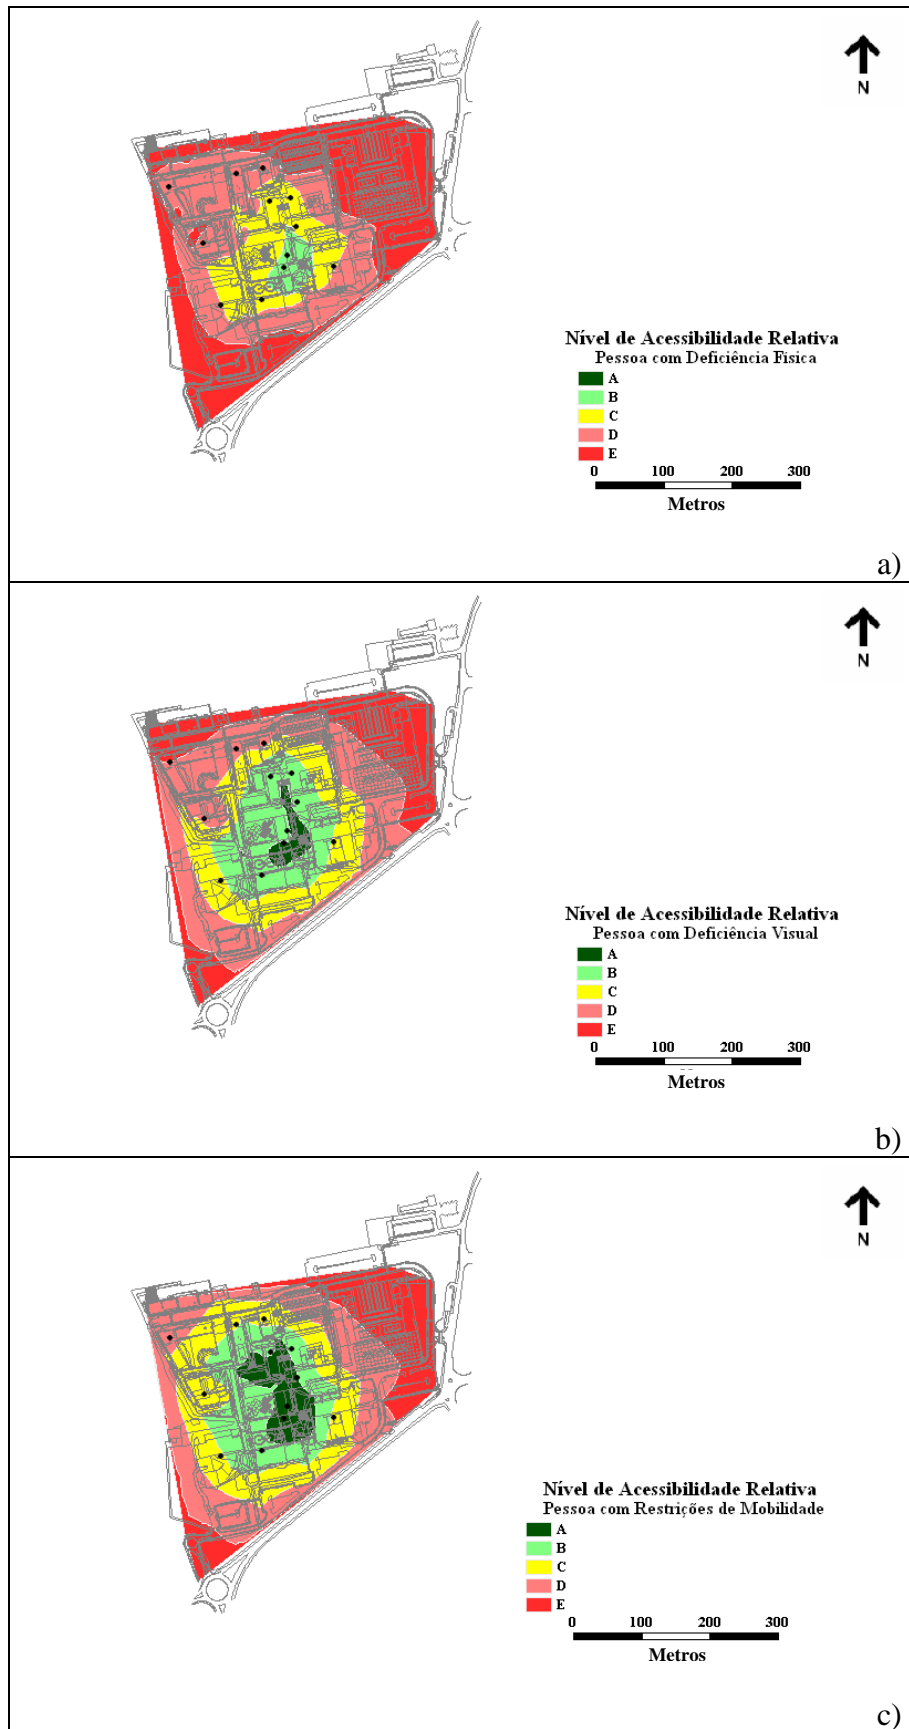 N
Nível de Acessibilidade Relativa
Pessoa com Deficiência Física
A
B
C
D
E
0 100 200 300
Metros
a)
N
Nível de Acessibilidade Relativa
Pessoa com Deficiência Visual
A
B
C
D
E
0 100 200 300
Metros
b)
N
Nível de Acessibilidade Relativa
Pessoa com Restrições de Mobilidade
A
B
C
D
E
0 100 200 300
Metros
c)